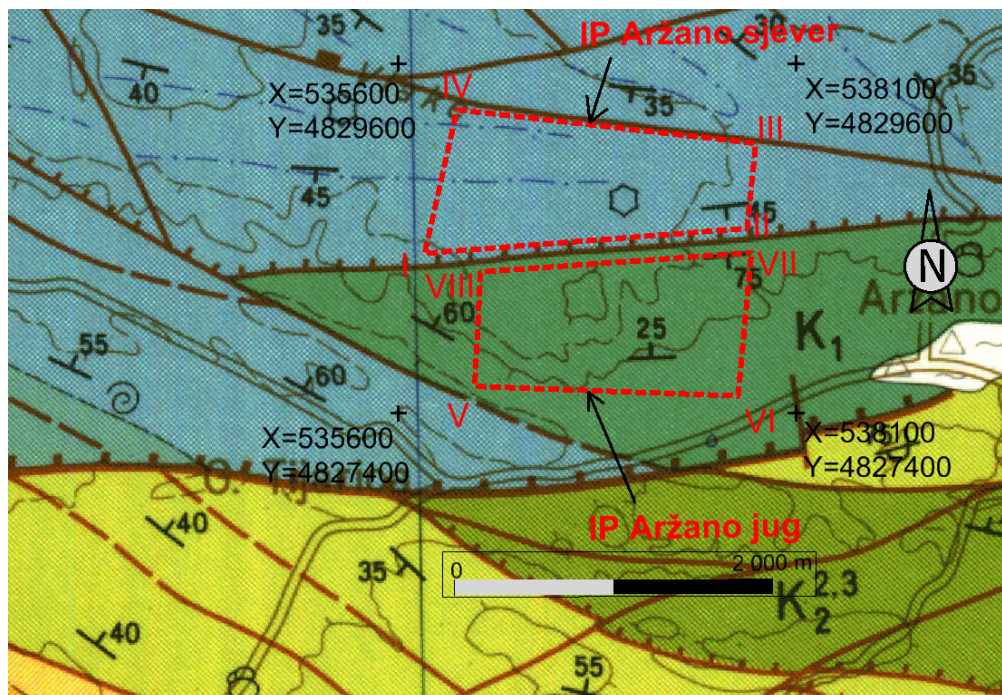 35
IP Aržano sjever
30
40
X=535600
Y=4829600
IV
35
X=538100
Y=4829600
III
35
45
45
II
I
VIII
VII
75
N
60
25
Aržano
K1
55
60
V
VI
X=535600
Y=4827400
X=538100
Y=4827400
40
IP Aržano jug
35
0
2 000 m
K2 2,3
40
55